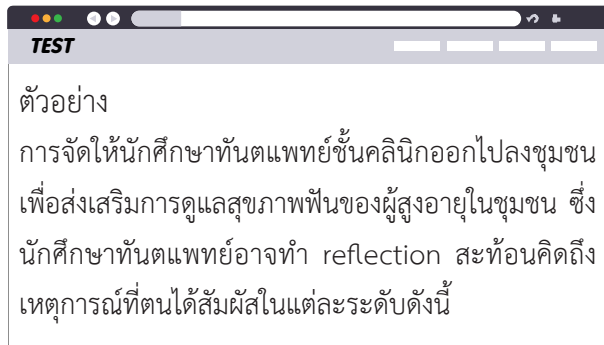 TEST
ตัวอย่าง
การจัดให้นักศึกษาทันตแพทย์ชั้นคลินิกออกไปลงชุมชน
เพื่อส่งเสริมการดูแลสุขภาพฟันของผู้สูงอายุในชุมชน ซึ่ง
นักศึกษาทันตแพทย์อาจทำ reflection สะท้อนคิดถึง
เหตุการณ์ที่ตนได้สัมผัสในแต่ละระดับดังนี้